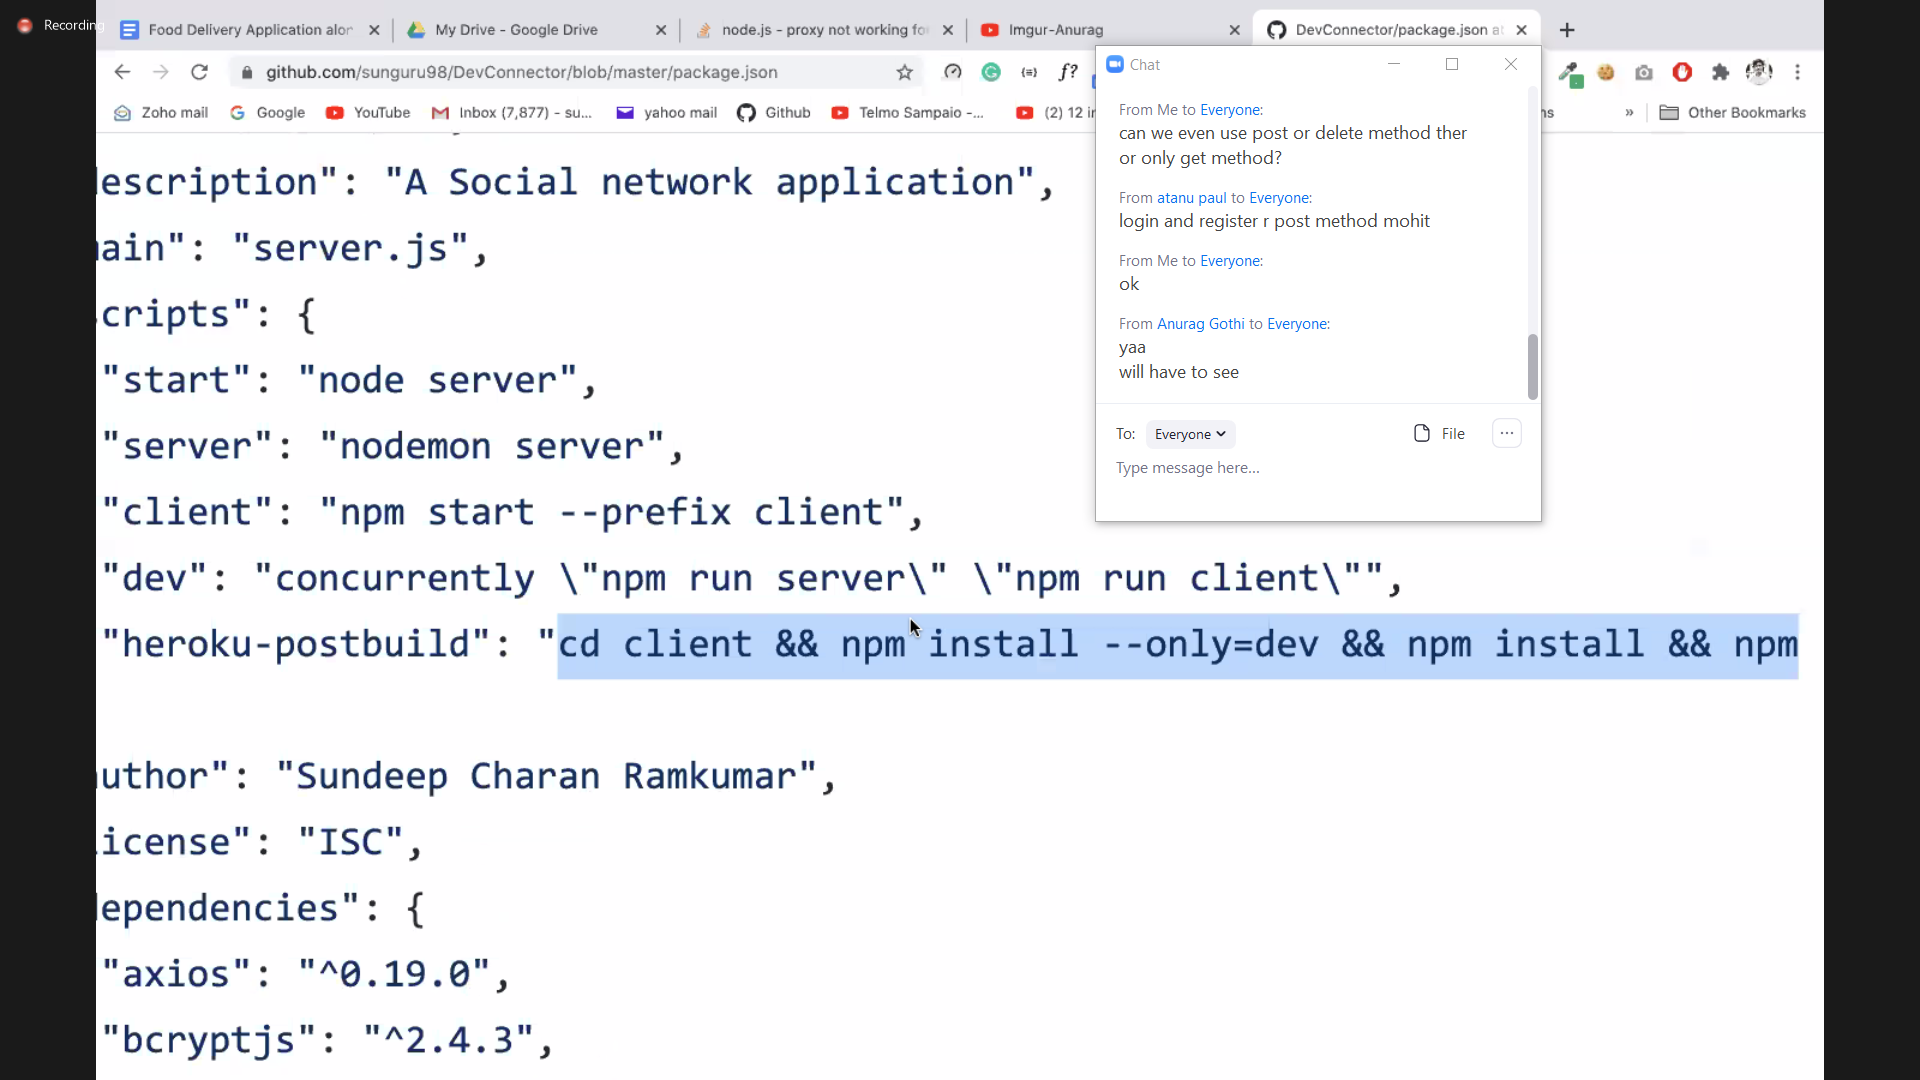 Recording
Food Delivery Application alor
My Drive - Google Drive
node.js - proxy not working fo
Imgur-Anurag
DevConnector/package.json at
github.com/sunguru98/DevConnector/blob/master/package.json
Zoho mail
Google
YouTube
Inbox (7,877) - su...
yahoo mail
Github
Telmo Sampaio -...
(2) 12 in
ns
»
Other Bookmarks
Chat
From Me to Everyone:
can we even use post or delete method ther
or only get method?
From atanu paul to Everyone:
login and register r post method mohit
From Me to Everyone:
ok
From Anurag Gothi to Everyone:
yaa
will have to see
To: Everyone
File
...
Type message here...
escription": "A Social network application",
ain": "server.js",
cripts": {
"start": "node server",
"server": "nodemon server",
"client": "npm start --prefix client",
"dev": "concurrently \"npm run server\" \"npm run client\"",
"heroku-postbuild": "cd client && npm install --only=dev && npm install && npm
uthor": "Sundeep Charan Ramkumar",
icense": "ISC",
ependencies": {
"axios": "^0.19.0",
"bcryptjs": "^2.4.3",